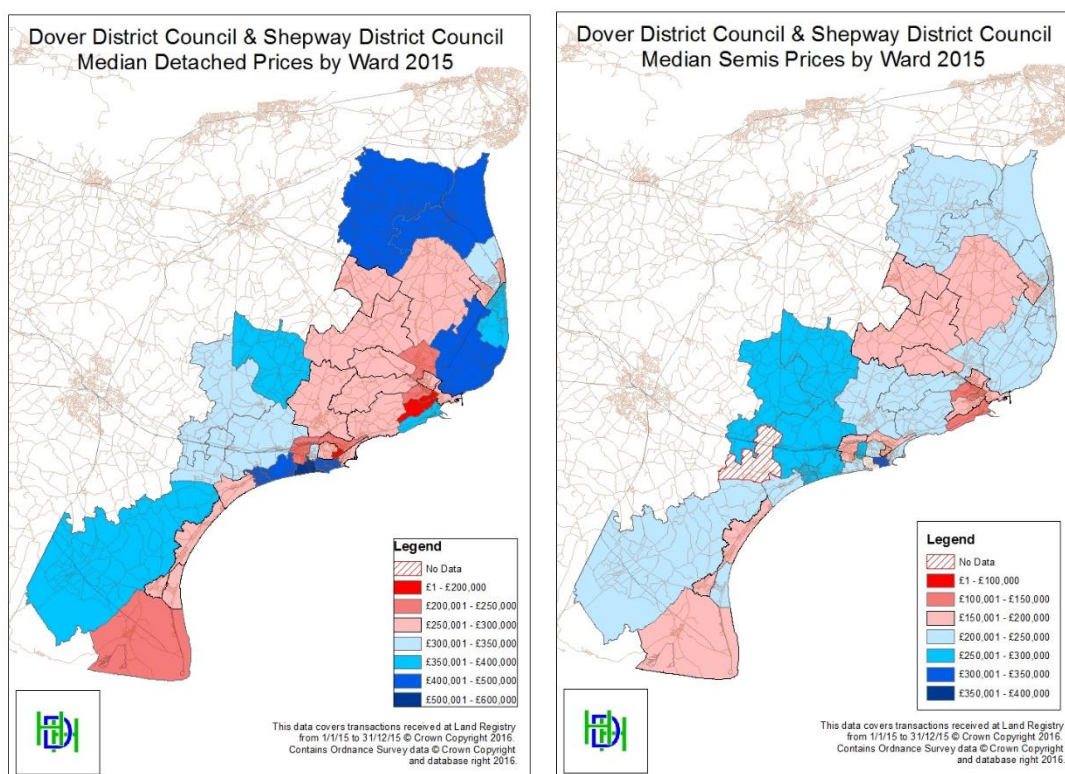 Dover District Council & Shepway District Council
Median Detached Prices by Ward 2015
Legend
No Data
£1 - £200,000
£200,001 - £250,000
£250,001 - £300,000
£300,001 - £350,000
£350,001 - £400,000
£400,001 - £500,000
£500,001 - £600,000
HDH
This data covers transactions received at Land Registry
from 1/1/15 to 31/12/15 © Crown Copyright 2016.
Contains Ordnance Survey data © Crown Copyright
and database right 2016.
Dover District Council & Shepway District Council
Median Semis Prices by Ward 2015
Legend
No Data
£1 - £100,000
£100,001 - £150,000
£150,001 - £200,000
£200,001 - £250,000
£250,001 - £300,000
£300,001 - £350,000
£350,001 - £400,000
HDH
This data covers transactions received at Land Registry
from 1/1/15 to 31/12/15 © Crown Copyright 2016.
Contains Ordnance Survey data © Crown Copyright
and database right 2016.